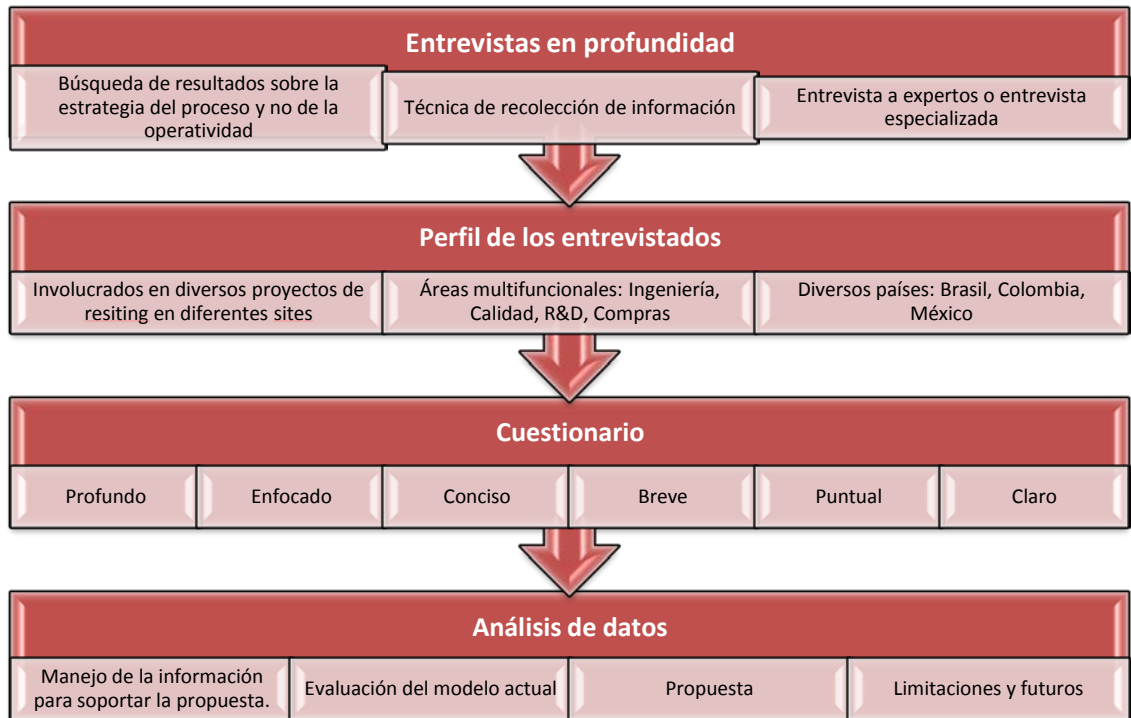 Entrevistas en profundidad
Búsqueda de resultados sobre la
estrategia del proceso y no de la
operatividad
Técnica de recolección de información
Entrevista a expertos o entrevista
especializada
Perfil de los entrevistados
Involucrados en diversos proyectos de
resiting en diferentes sites
Áreas multifuncionales: Ingeniería,
Calidad, R&D, Compras
Diversos países: Brasil, Colombia,
México
Cuestionario
Profundo
Enfocado
Conciso
Breve
Puntual
Claro
Análisis de datos
Manejo de la información
para soportar la propuesta.
Evaluación del modelo actual
Propuesta
Limitaciones y futuros